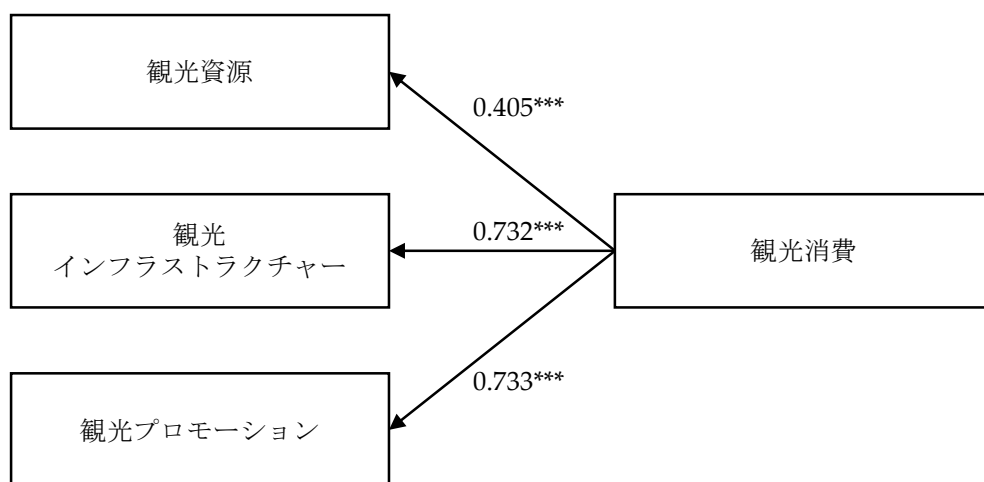 観光資源
0.405***
観光
インフラストラクチャー
0.732***
観光消費
0.733***
観光プロモーション